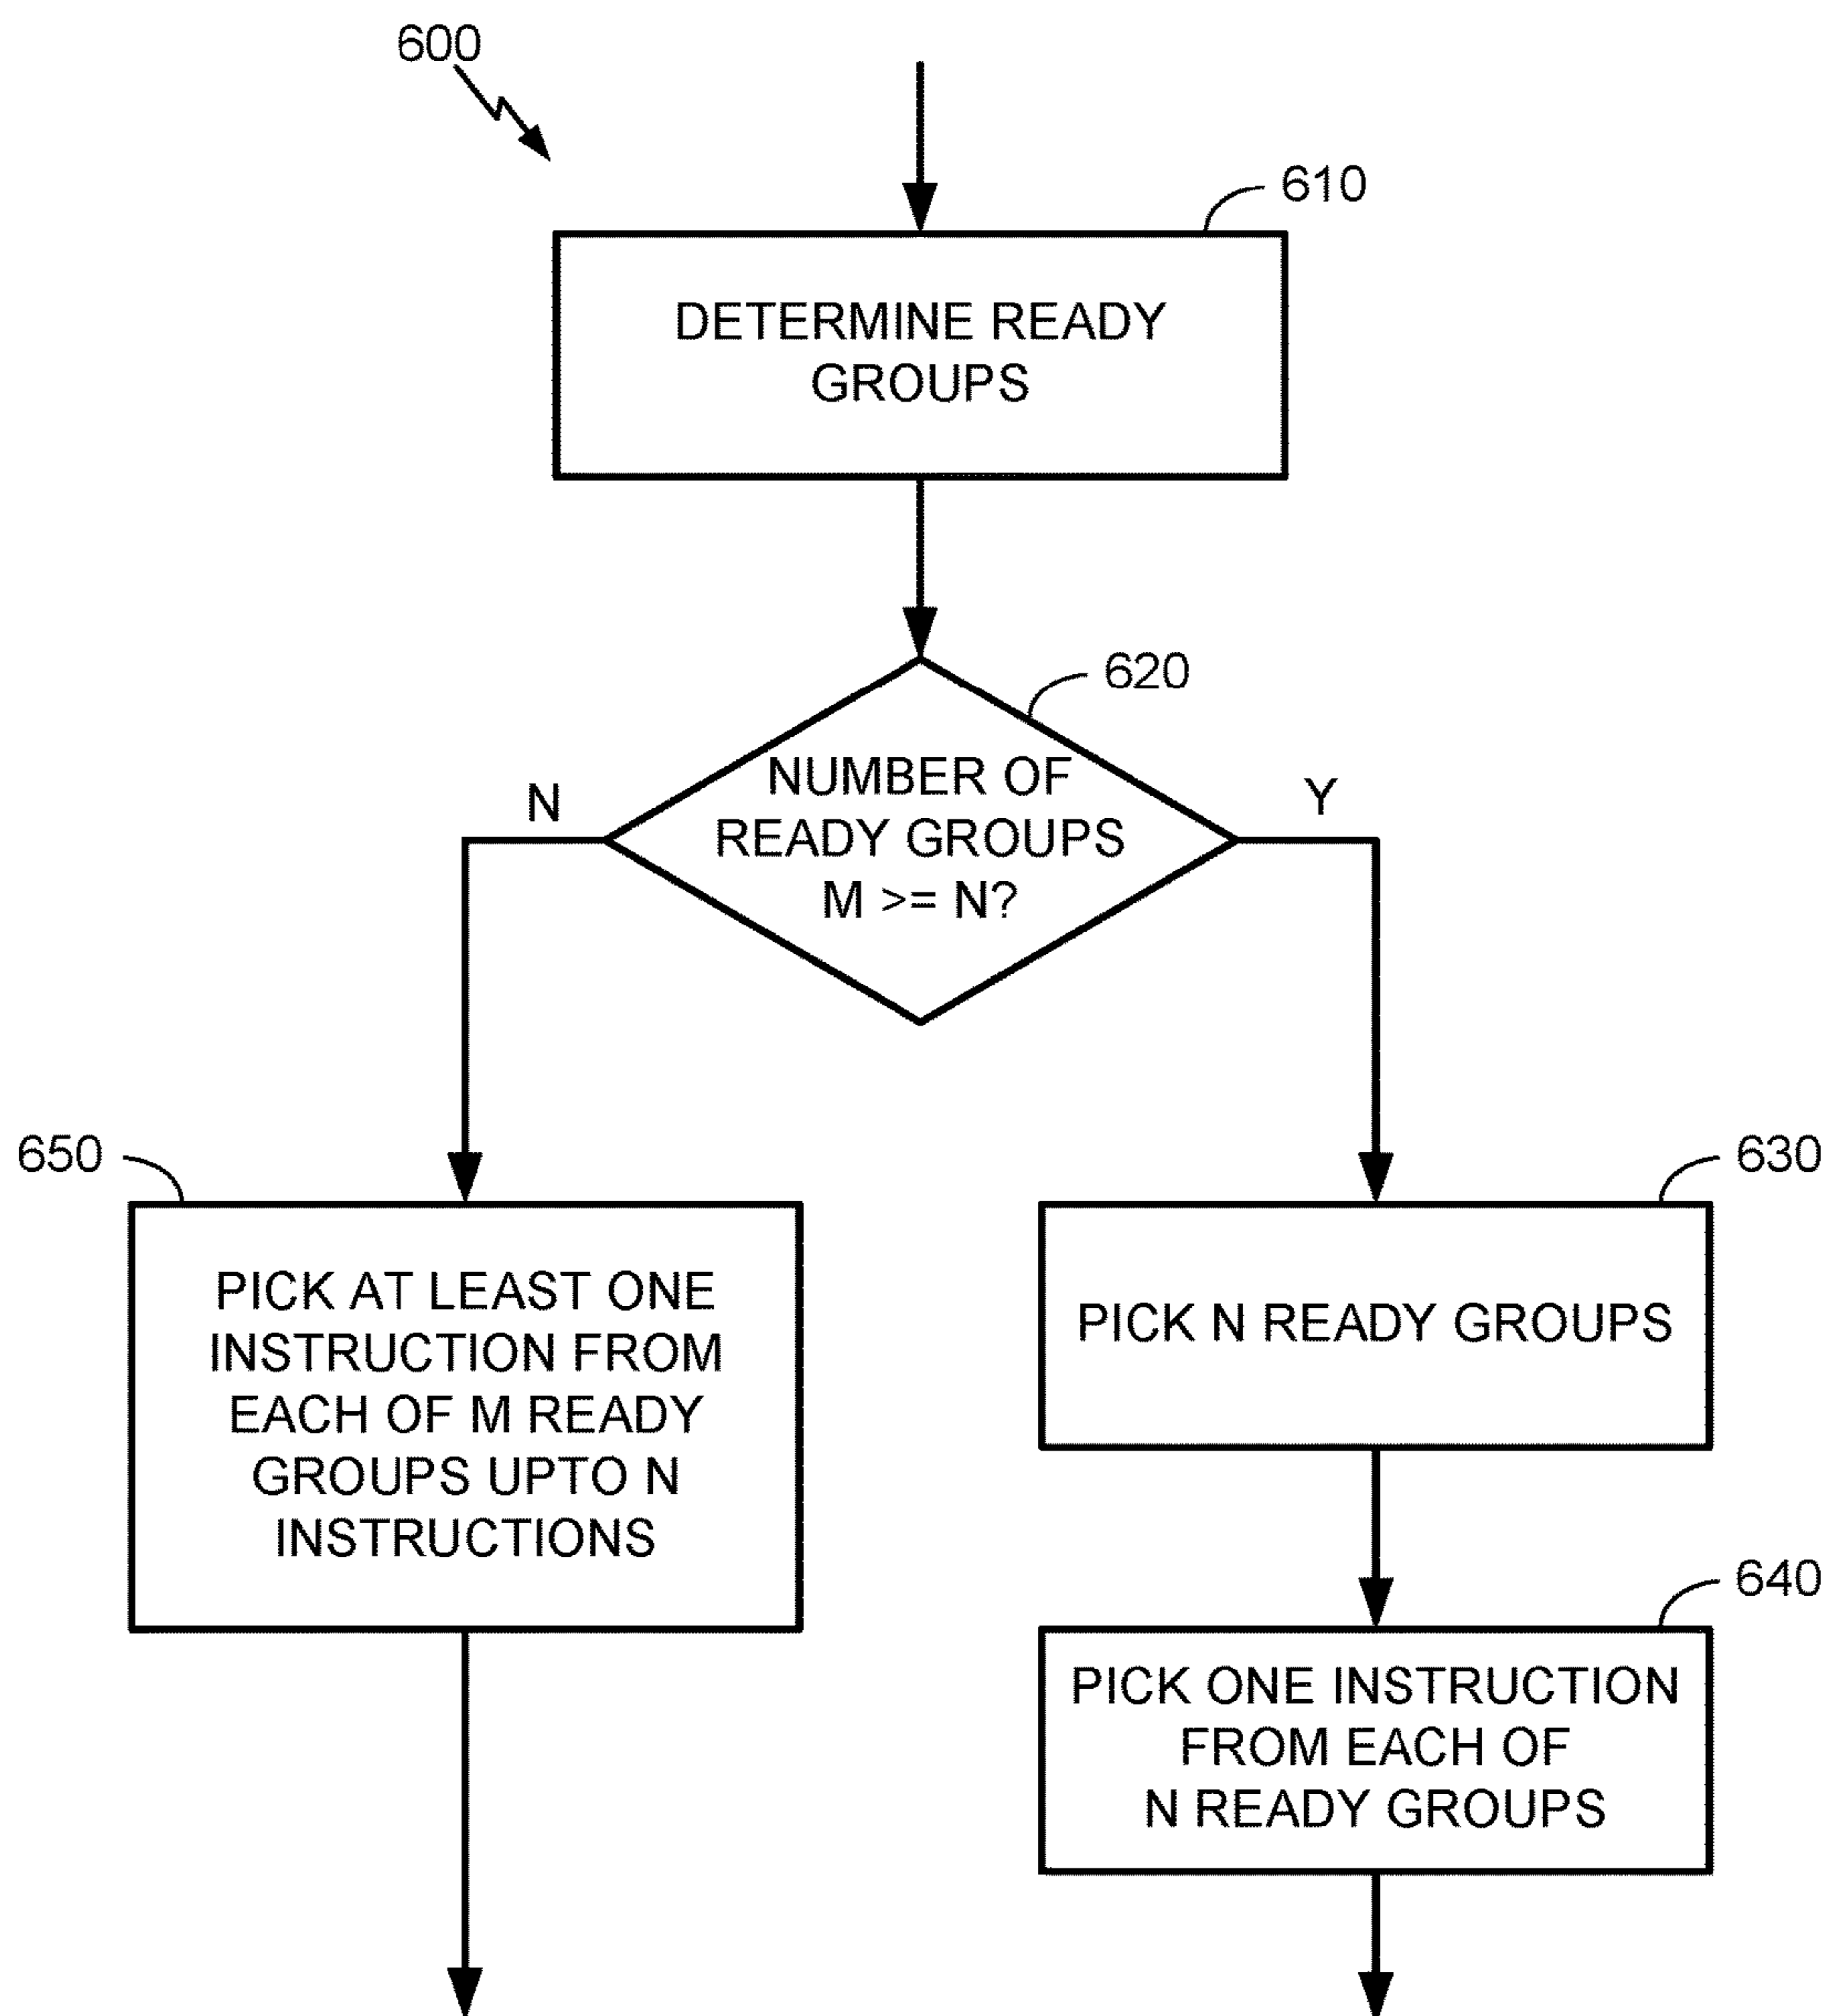 600
610
DETERMINE READY
GROUPS
620
NUMBER OF
READY GROUPS
M >= N?
N
Y
650
PICK AT LEAST ONE
INSTRUCTION FROM
EACH OF M READY
GROUPS UPTO N
INSTRUCTIONS
630
PICK N READY GROUPS
640
PICK ONE INSTRUCTION
FROM EACH OF
N READY GROUPS